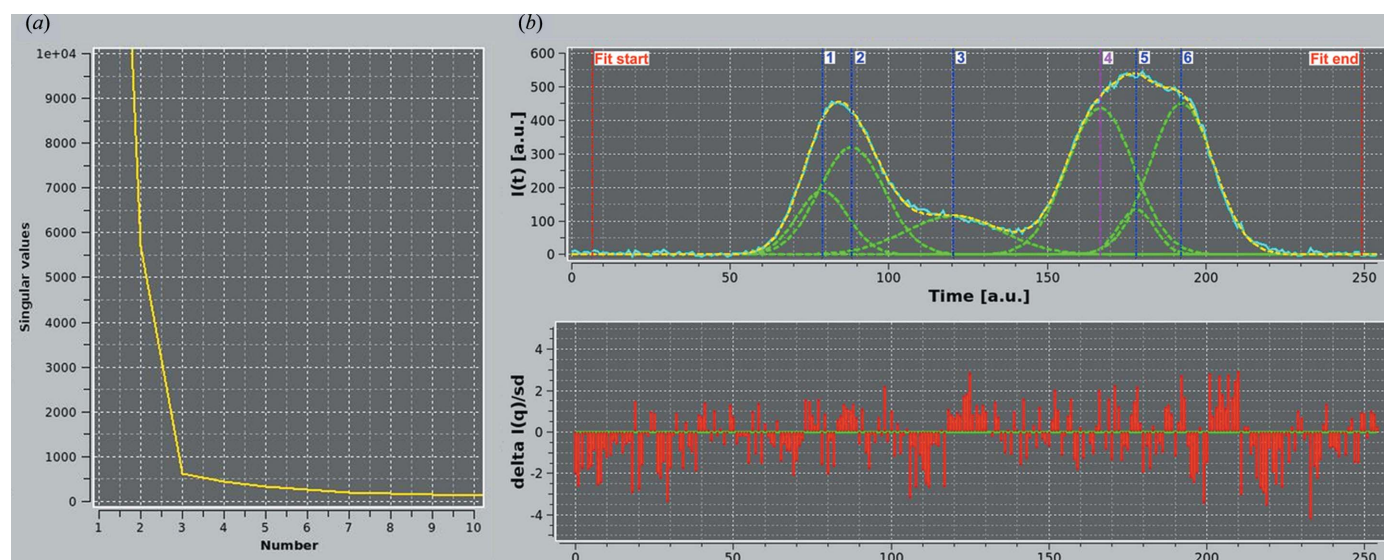 (a)
(b)
1e+04
9000
8000
7000
6000
5000
4000
3000
2000
1000
0
Singular values
1 2 3 4 5 6 7 8 9 10
Number
600
500
400
300
200
100
0
I(t) [a.u.]
Fit start 1 2 3 4 5 6 Fit end
0 50 100 150 200 250
Time [a.u.]
4
2
0
-2
-4
delta I(q)/sd
0 50 100 150 200 250